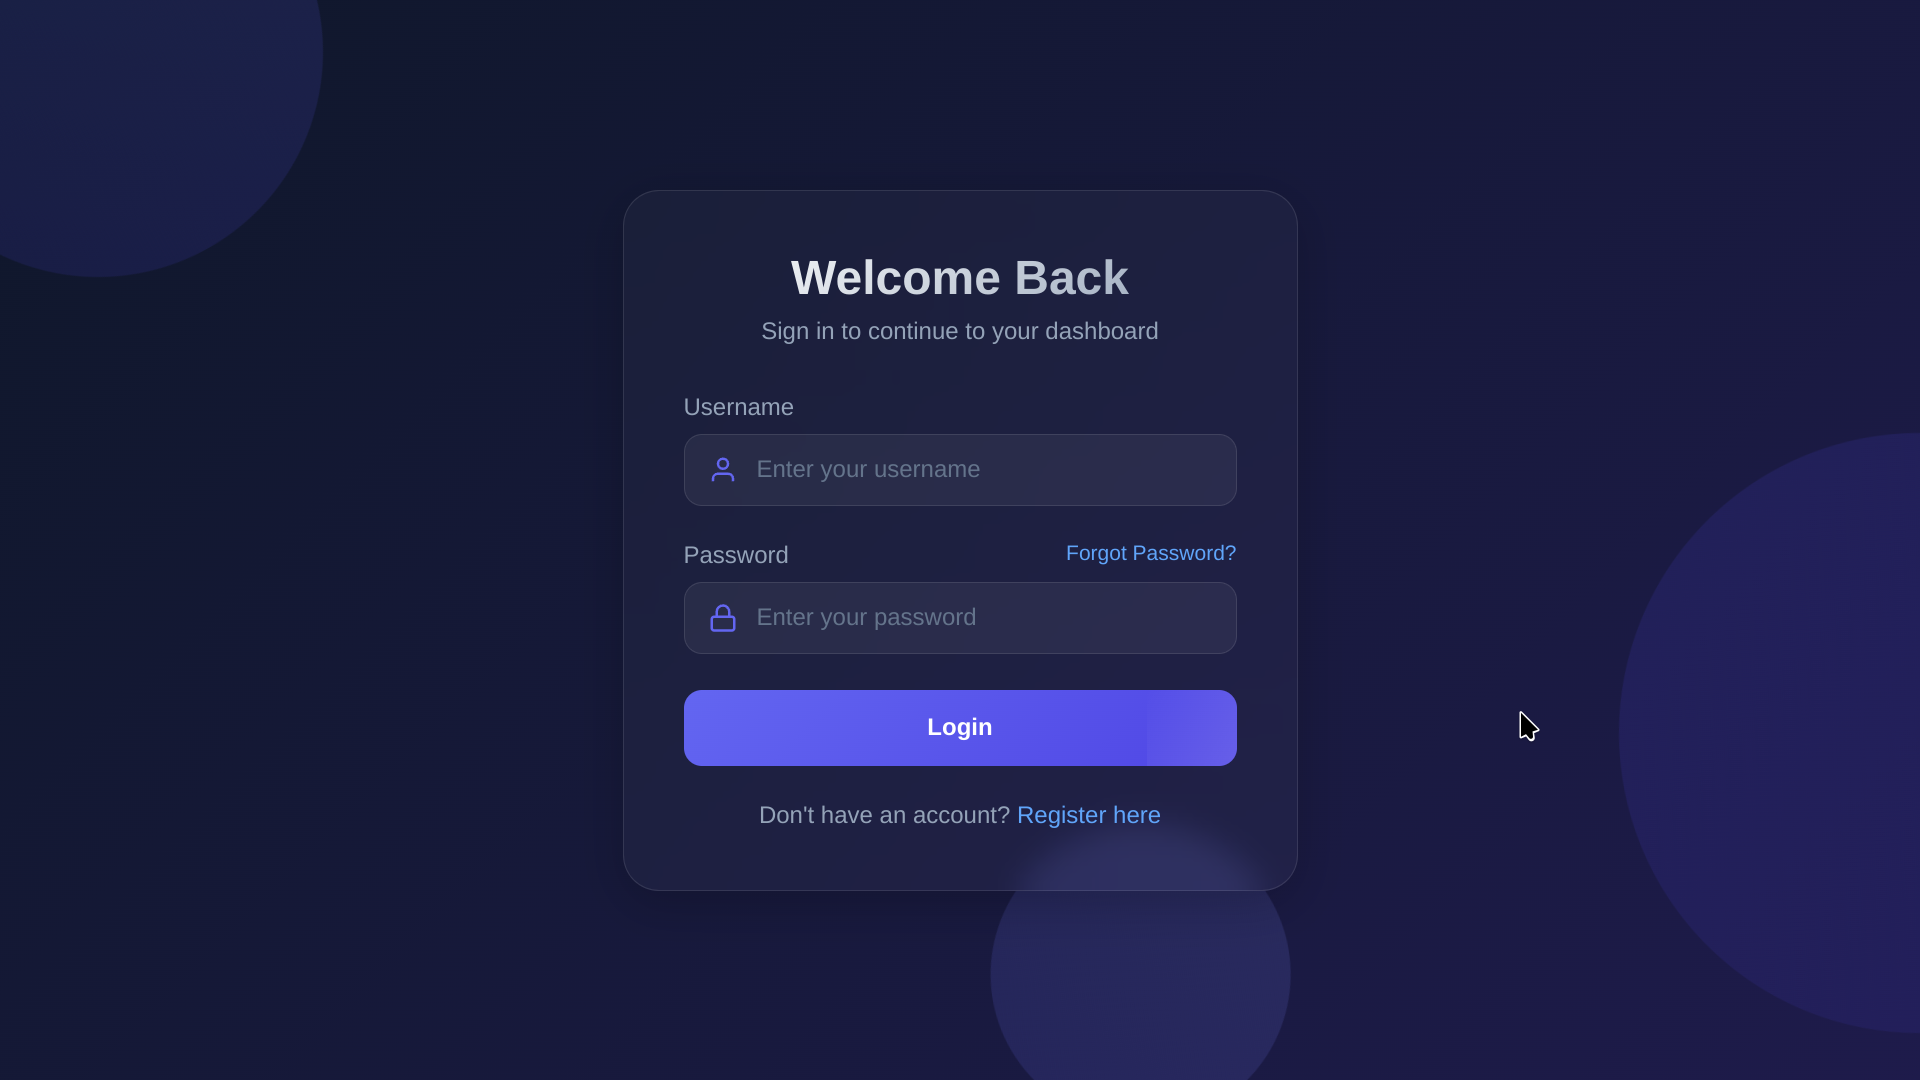 Welcome Back
Sign in to continue to your dashboard
Username
Enter your username
Password
Forgot Password?
Enter your password
Login
Don't have an account? Register here